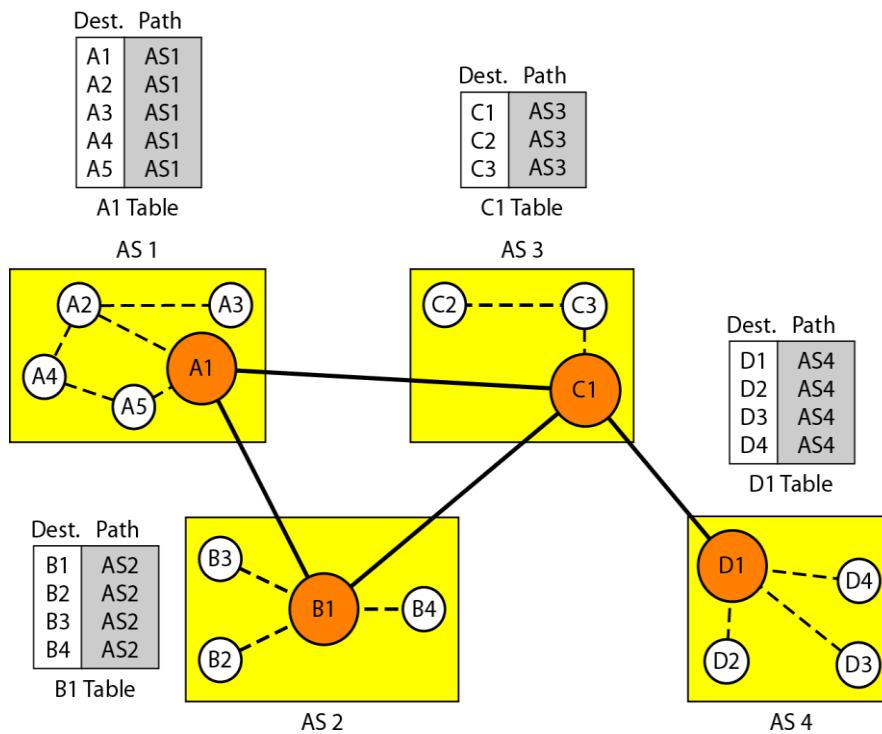 Dest. Path
A1 AS1
A2 AS1
A3 AS1
A4 AS1
A5 AS1
A1 Table
Dest. Path
C1 AS3
C2 AS3
C3 AS3
C1 Table
AS 1
A2
A3
A1
A4
A5
AS 3
C2
C3
C1
Dest. Path
D1 AS4
D2 AS4
D3 AS4
D4 AS4
D1 Table
Dest. Path
B1 AS2
B2 AS2
B3 AS2
B4 AS2
B1 Table
B3
B1
B4
B2
AS 2
D1
D4
D2
D3
AS 4